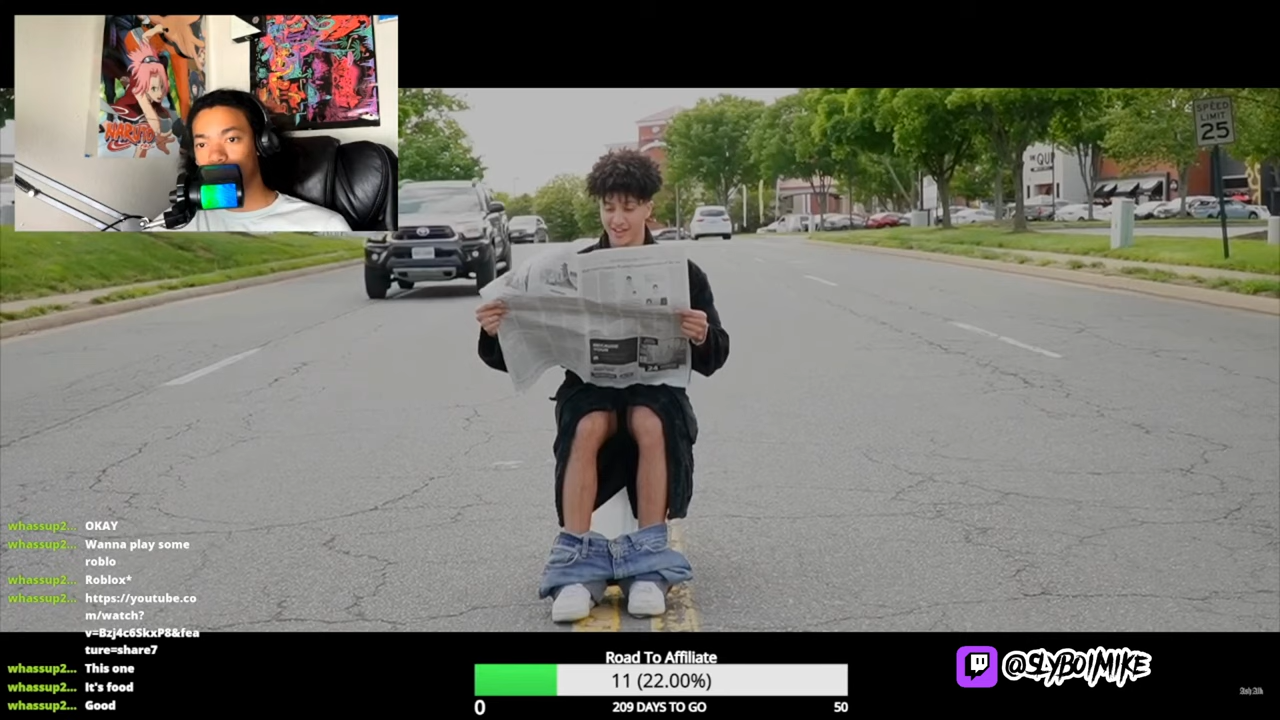 NARUTO
SPEED
LIMIT
25
24
whassup2... OKAY
whassup2... Wanna play some
roblo
whassup2... Roblox*
whassup2... https://youtube.co
m/watch?
v=Bzj4c6SkxP8&fea
ture=share7
whassup2... This one
whassup2... It's food
whassup2... Good
Road To Affiliate
11 (22.00%)
0
209 DAYS TO GO
50
@SLYBOIMIKE